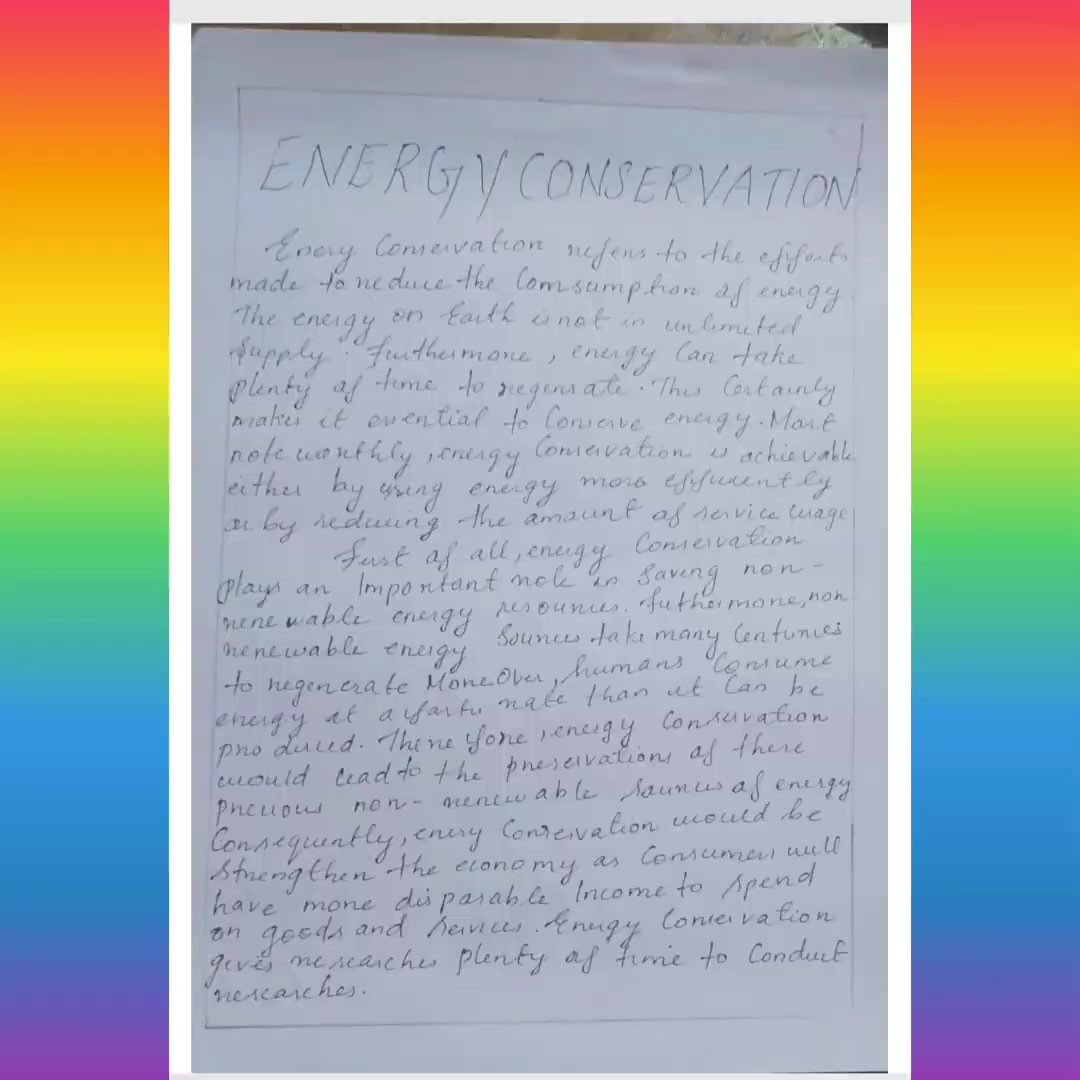 ENERGY CONSERVATION
Enery Conservation refers to the efforts
made to reduce the Comsumption of energy.
The energy on Earth is not in unlimited
Supply. furthermore, energy Can take
plenty of time to regenrate. This Certainly
makes it essential to Conserve energy. Most
note worthly, energy Conservation is achievable
either by using energy more efficiently
or by reducing the amount of service usage
First of all, energy Conservation
plays an Important role in Saving non-
renewable energy resources. futhermore, non
renewable energy Sources take many Centuries
to regenerate MoreOver, humans Consume
energy at a faster rate than it Can be
produced. Therefore, energy Conservation
would lead to the preservations of these
precious non-renewable sources of energy
Consequently, enery Conservation would be
strengthen the economy as Consumers will
have more disposable Income to spend
on goods and services. Energy Conservation
gives researches plenty of time to Conduct
researches.